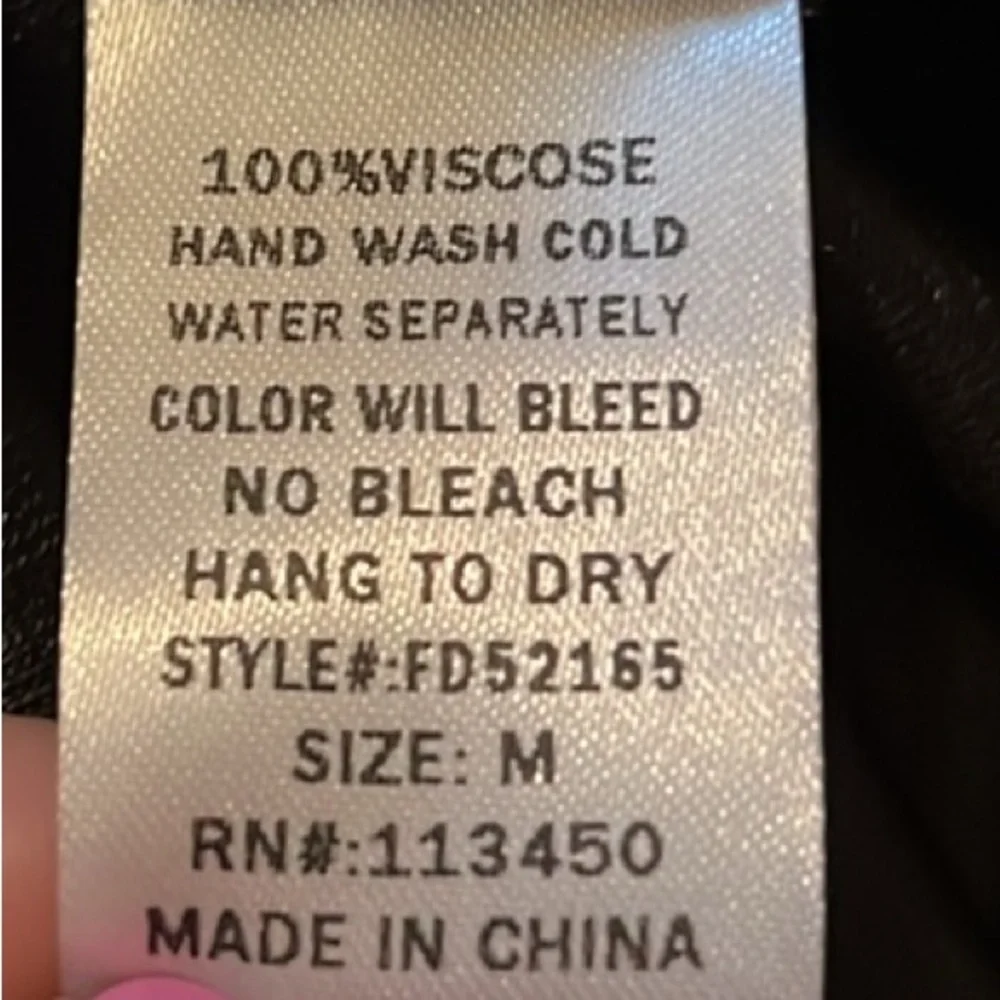 100%VISCOSE
HAND WASH COLD
WATER SEPARATELY
COLOR WILL BLEED
NO BLEACH
HANG TO DRY
STYLE#:FD52165
SIZE: M
RN#:113450
MADE IN CHINA